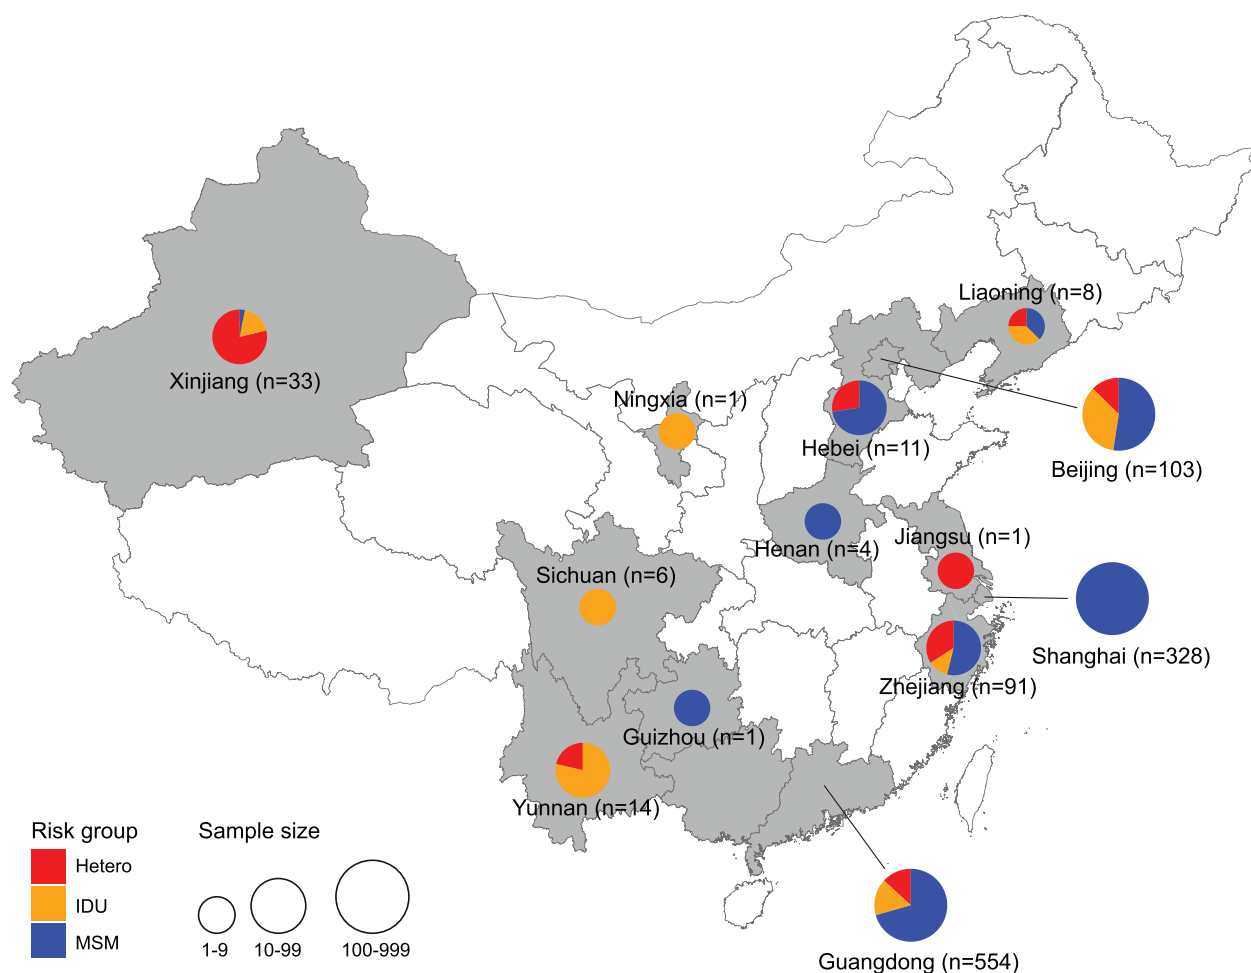 Liaoning (n=8)
Xinjiang (n=33)
Ningxia (n=1)
Hebei (n=11)
Beijing (n=103)
Henan (n=4)
Jiangsu (n=1)
Sichuan (n=6)
Shanghai (n=328)
Zhejiang (n=91)
Guizhou (n=1)
Yunnan (n=14)
Guangdong (n=554)
Risk group
Hetero
IDU
MSM
Sample size
1-9
10-99
100-999